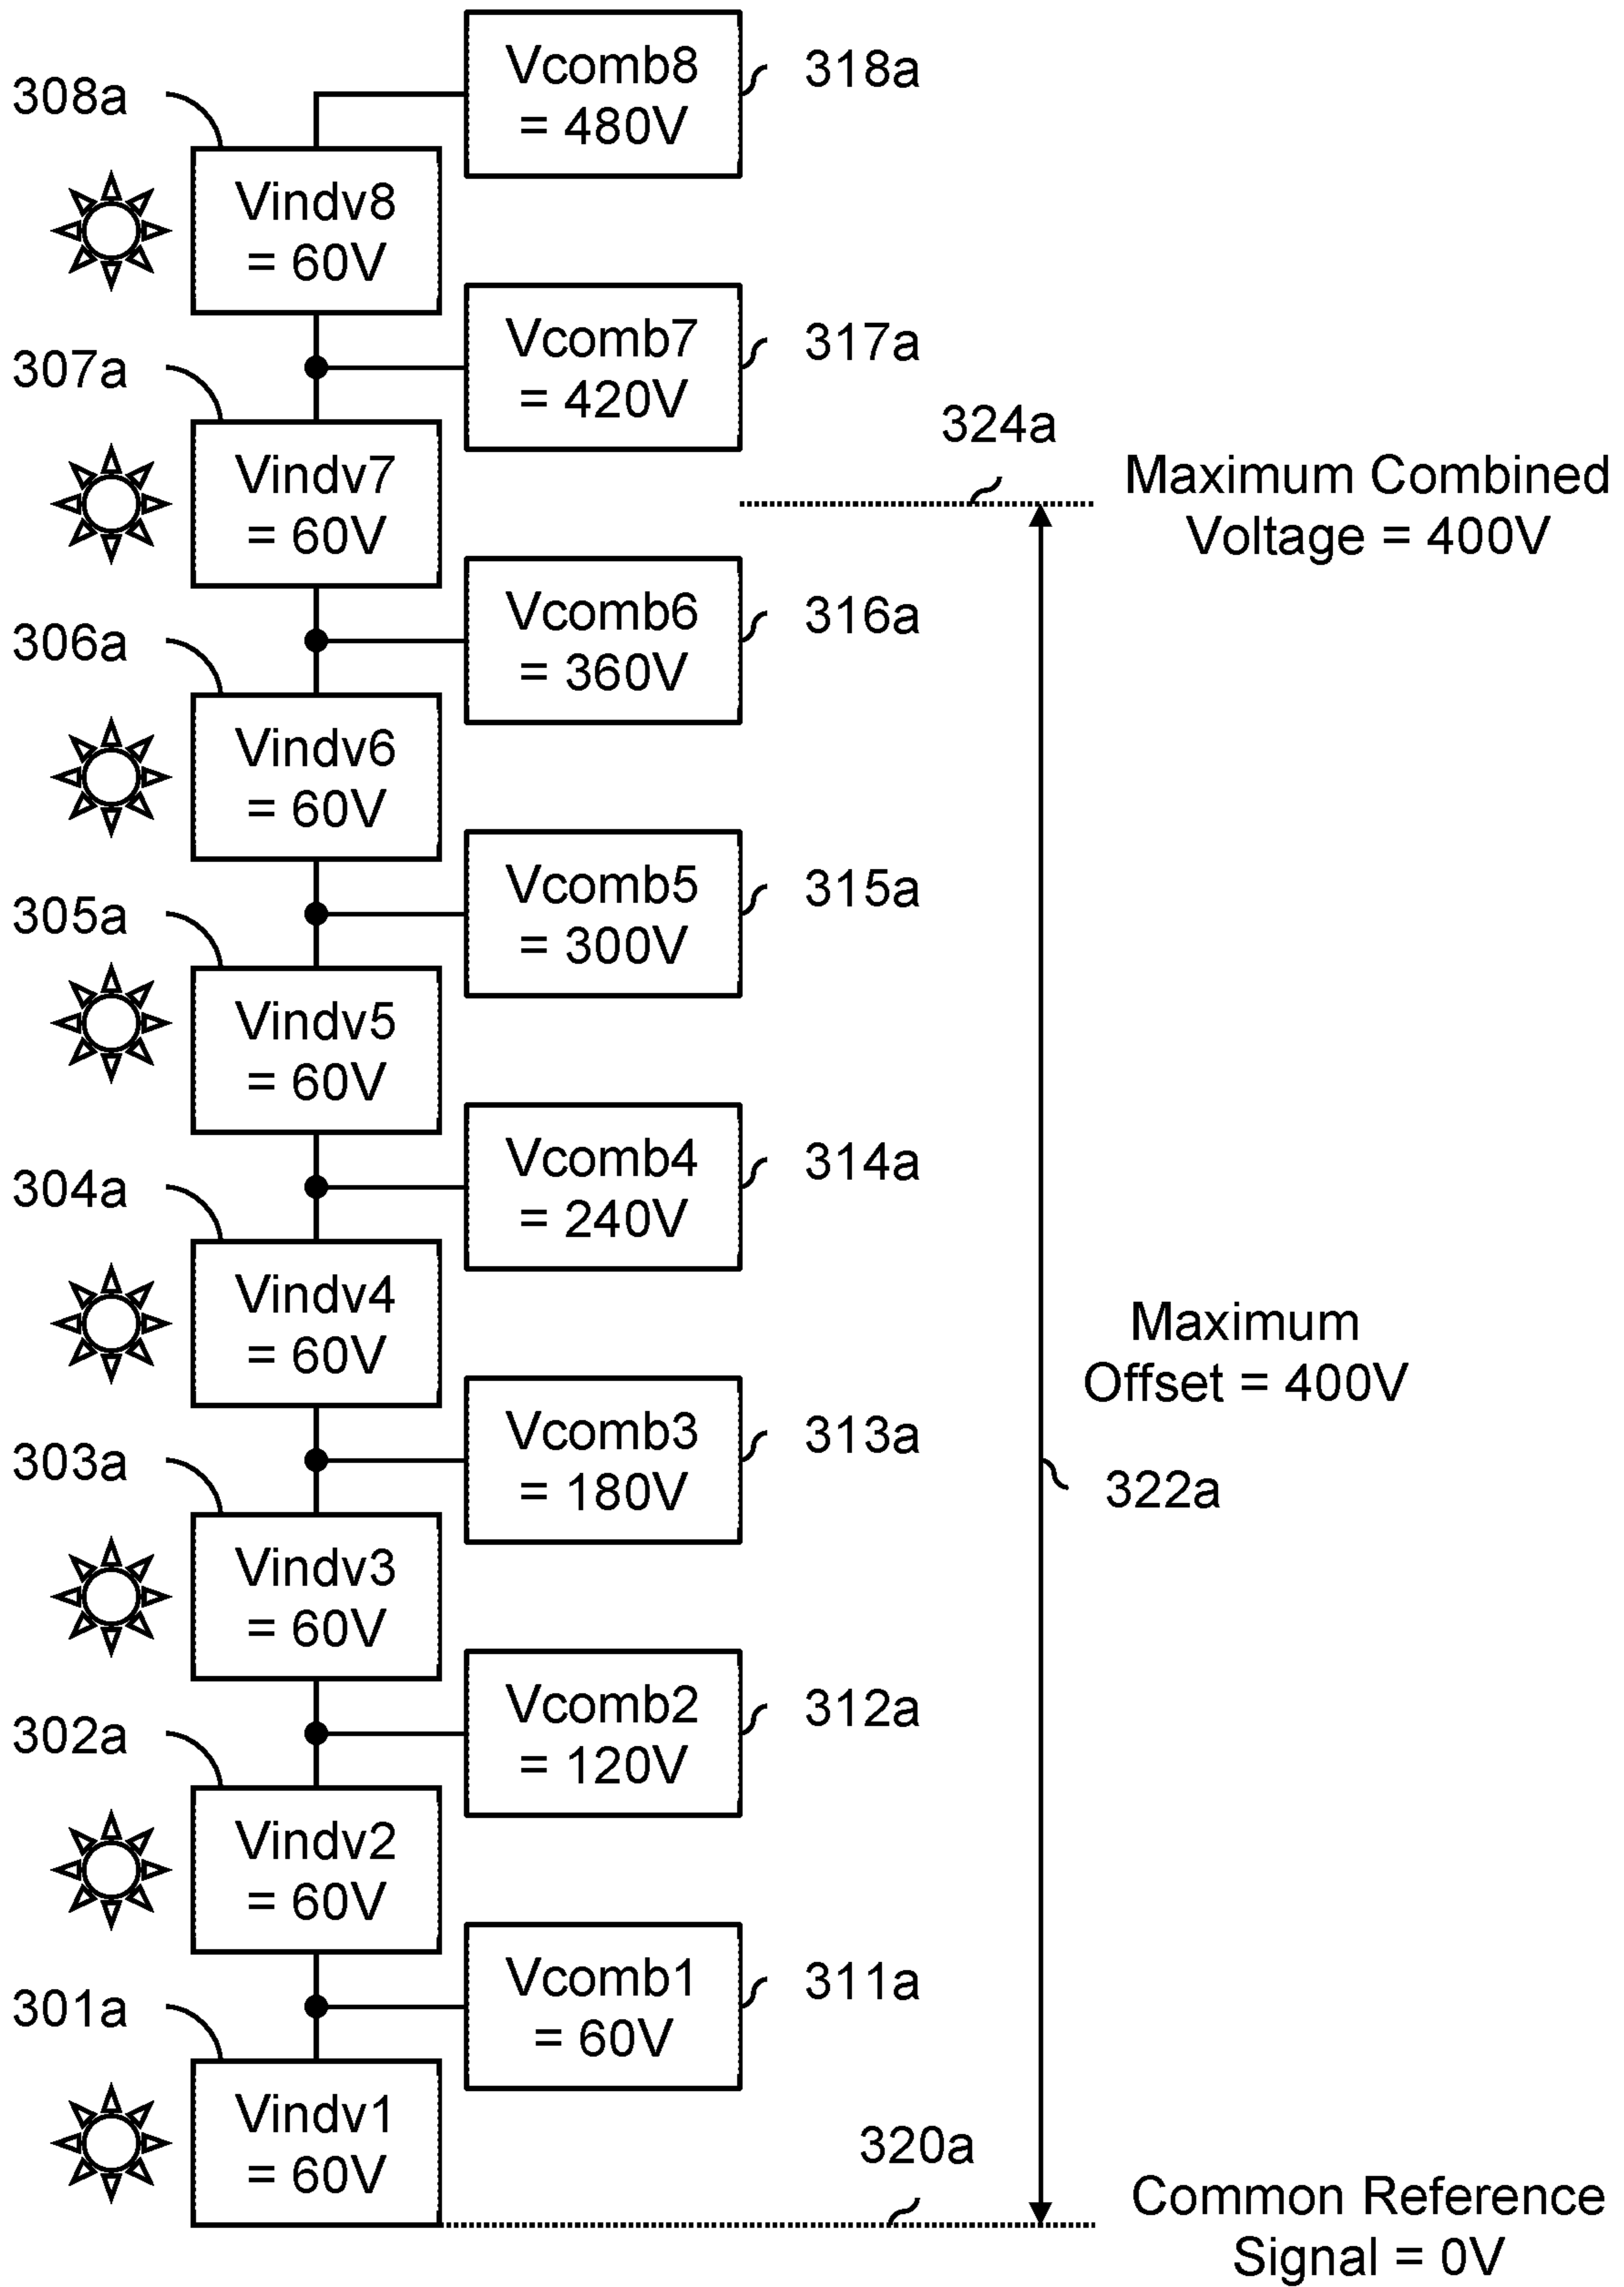 Vcomb8
= 480V
318a
308a
Vindv8
= 60V
Vcomb7
= 420V
317a
307a
324a
Maximum Combined
Voltage = 400V
Vindv7
= 60V
Vcomb6
= 360V
316a
306a
Vindv6
= 60V
Vcomb5
= 300V
315a
305a
Vindv5
= 60V
Vcomb4
= 240V
314a
304a
Vindv4
= 60V
Maximum
Offset = 400V
Vcomb3
= 180V
313a
322a
303a
Vindv3
= 60V
Vcomb2
= 120V
312a
302a
Vindv2
= 60V
Vcomb1
= 60V
311a
301a
Vindv1
= 60V
320a
Common Reference
Signal = 0V